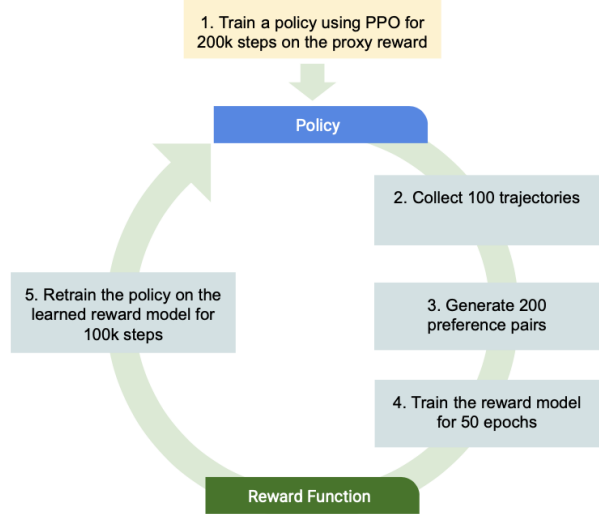 1. Train a policy using PPO for
200k steps on the proxy reward
Policy
2. Collect 100 trajectories
3. Generate 200
preference pairs
4. Train the reward model
for 50 epochs
Reward Function
5. Retrain the policy on the
learned reward model for
100k steps